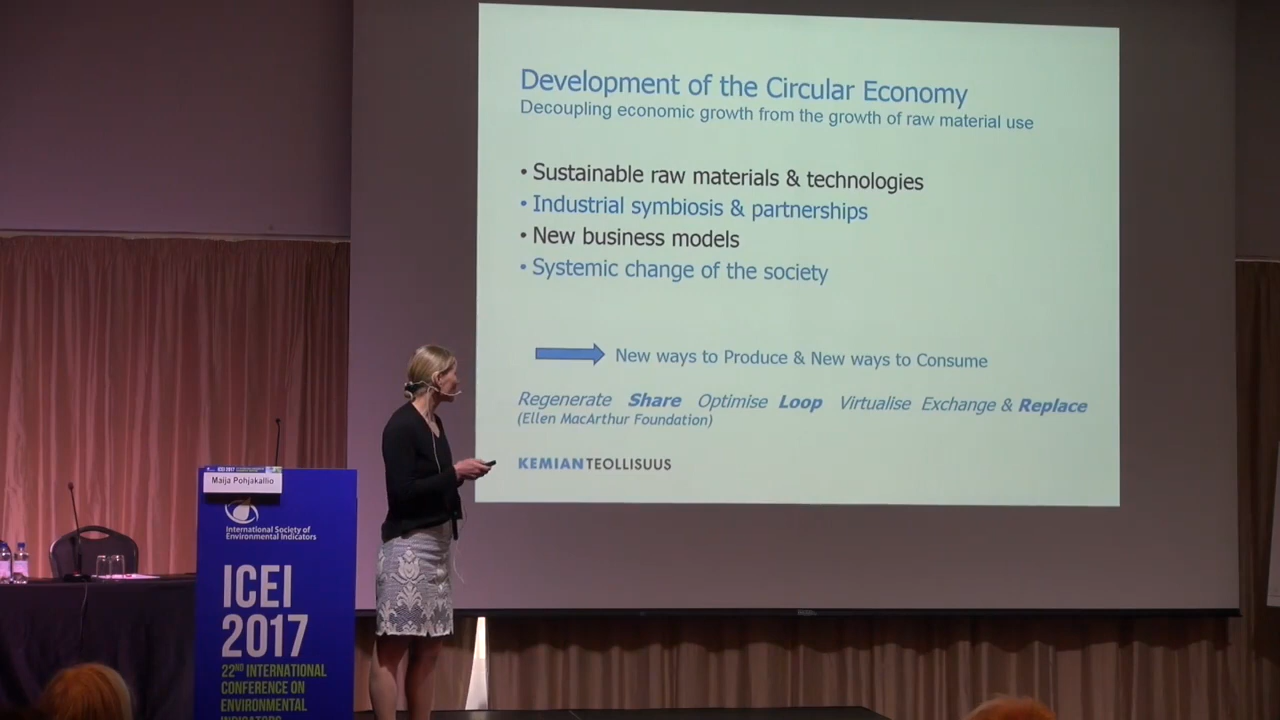 Development of the Circular Economy
Decoupling economic growth from the growth of raw material use
• Sustainable raw materials & technologies
• Industrial symbiosis & partnerships
• New business models
• Systemic change of the society
New ways to Produce & New ways to Consume
Regenerate Share Optimise Loop Virtualise Exchange & Replace
(Ellen MacArthur Foundation)
KEMIANTEOLLISUUS
ICEI 2017
Maija Pohjakallio
International Society of
Environmental Indicators
ICEI
2017
22ND INTERNATIONAL
CONFERENCE ON
ENVIRONMENTAL
INDICATORS